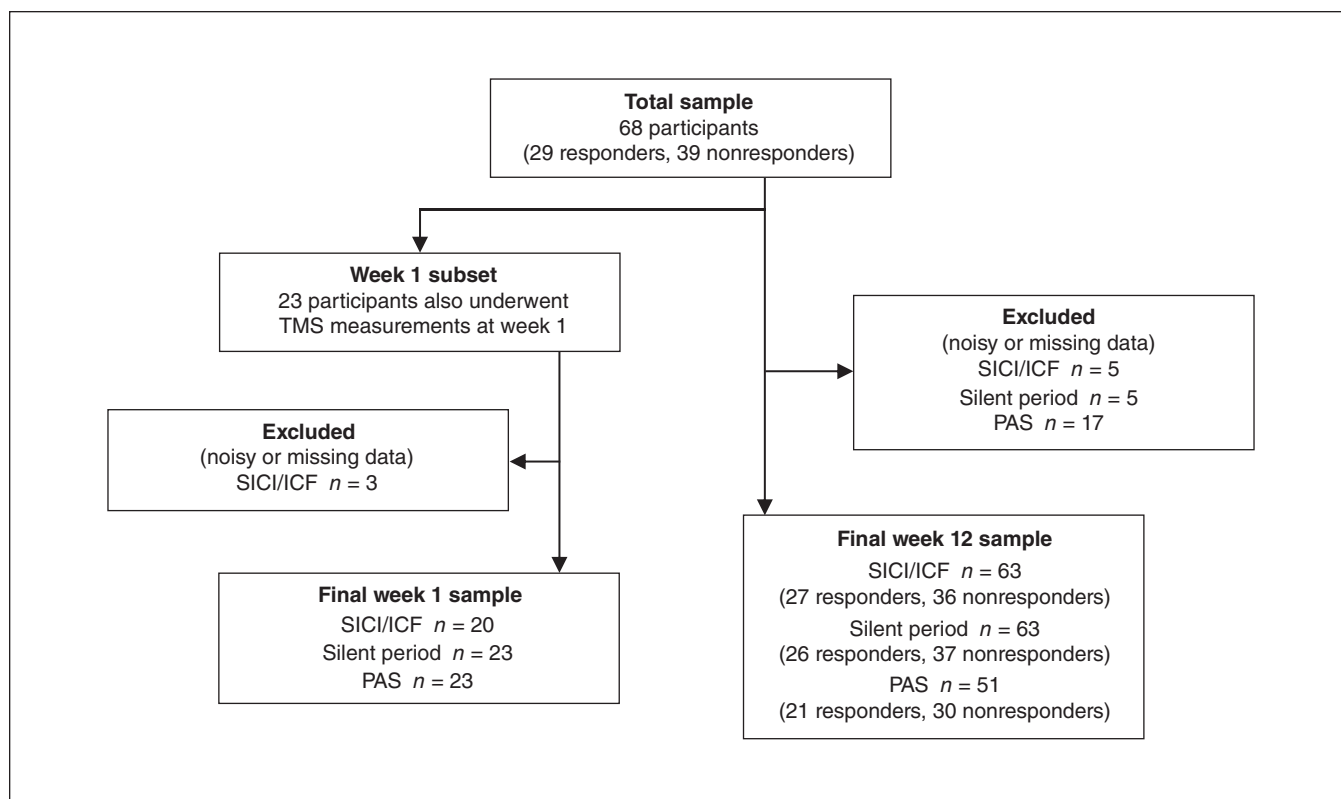 Total sample
68 participants
(29 responders, 39 nonresponders)
Week 1 subset
23 participants also underwent
TMS measurements at week 1
Excluded
(noisy or missing data)
SICI/ICF n = 5
Silent period n = 5
PAS n = 17
Excluded
(noisy or missing data)
SICI/ICF n = 3
Final week 1 sample
SICI/ICF n = 20
Silent period n = 23
PAS n = 23
Final week 12 sample
SICI/ICF n = 63
(27 responders, 36 nonresponders)
Silent period n = 63
(26 responders, 37 nonresponders)
PAS n = 51
(21 responders, 30 nonresponders)